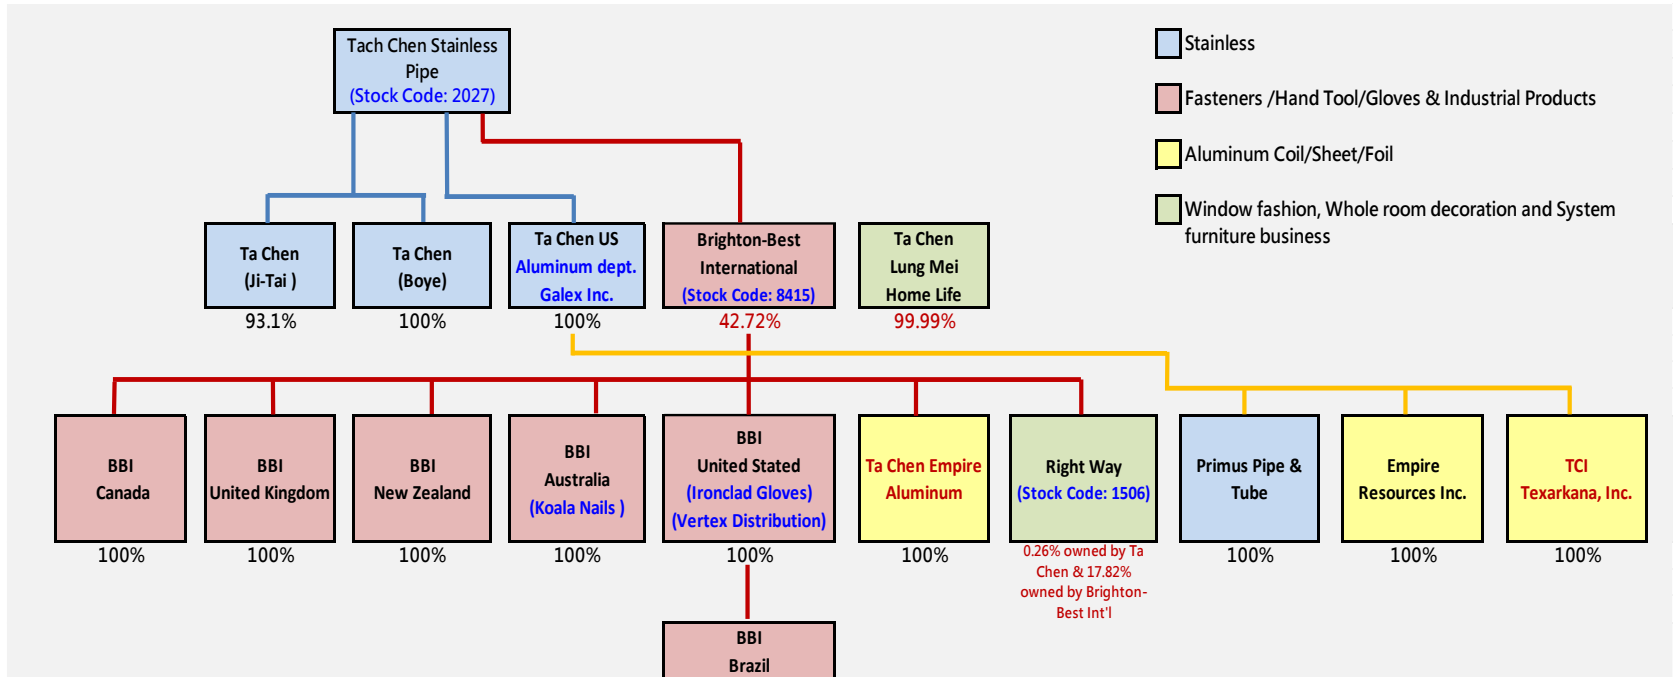 Tach Chen Stainless
Pipe
(Stock Code: 2027)
Stainless
Fasteners /Hand Tool/Gloves & Industrial Products
Aluminum Coil/Sheet/Foil
Window fashion, Whole room decoration and System
furniture business
Ta Chen
(Ji-Tai )
93.1%
Ta Chen
(Boye)
100%
Ta Chen US
Aluminum dept.
Galex Inc.
100%
Brighton-Best
International
(Stock Code: 8415)
42.72%
Ta Chen
Lung Mei
Home Life
99.99%
BBI
Canada
100%
BBI
United Kingdom
100%
BBI
New Zealand
100%
BBI
Australia
(Koala Nails )
100%
BBI
United Stated
(Ironclad Gloves)
(Vertex Distribution)
100%
Ta Chen Empire
Aluminum
100%
Right Way
(Stock Code: 1506)
0.26% owned by Ta
Chen & 17.82%
owned by Brighton-
Best Int'l
Primus Pipe &
Tube
100%
Empire
Resources Inc.
100%
TCI
Texarkana, Inc.
100%
BBI
Brazil